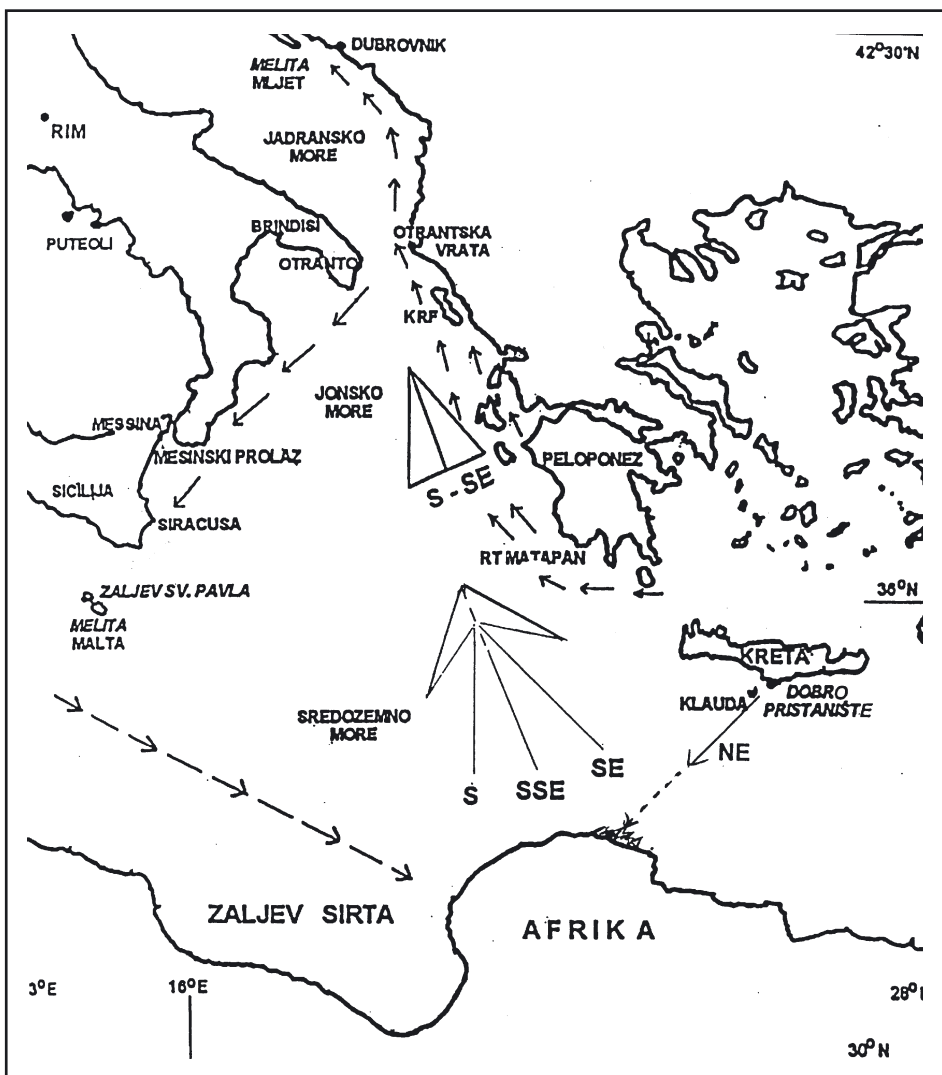 DUBROVNIK
42°30'N
MELITA
MLJET
RIM
JADRANSKO
MORE
BRINDISI
OTRANTSKA
VRATA
PUTEOLI
OTRANTO
KRF
JONSKO
MORE
MESSINA
MESINSKI PROLAZ
PELOPONEZ
S - SE
SICILIJA
SIRACUSA
RT MATAPAN
ZALJEV SV. PAVLA
36°N
MELITA
MALTA
KRETA
KLAUDA
DOBRO
PRISTANIŠTE
SREDOZEMNO
MORE
NE
SE
SSE
S
ZALJEV SIRTA
AFRIKA
3°E
16°E
28°
30°N